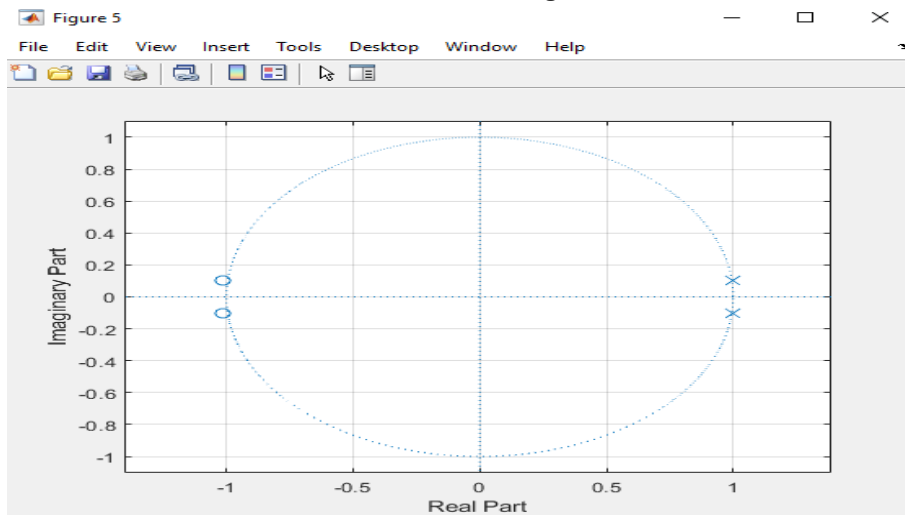 Figure 5
File Edit View Insert Tools Desktop Window Help
1
0.8
0.6
0.4
0.2
0
-0.2
-0.4
-0.6
-0.8
-1
Imaginary Part
-1 -0.5 0 0.5 1
Real Part